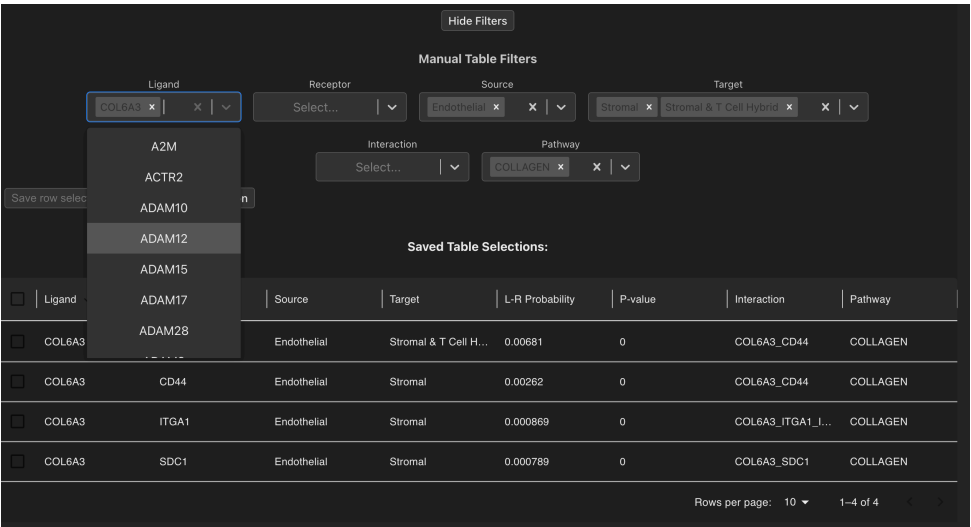 Hide Filters
Manual Table Filters
Ligand Receptor Source Target
COL6A3 Select... Endothelial Stromal Stromal & T Cell Hybrid
Interaction Pathway
Select... COLLAGEN
Save row selec n
A2M
ACTR2
ADAM10
ADAM12
ADAM15
ADAM17
ADAM28
Saved Table Selections:
Ligand Source Target L-R Probability P-value Interaction Pathway
COL6A3 Endothelial Stromal & T Cell H... 0.00681 0 COL6A3_CD44 COLLAGEN
COL6A3 CD44 Endothelial Stromal 0.00262 0 COL6A3_CD44 COLLAGEN
COL6A3 ITGA1 Endothelial Stromal 0.000869 0 COL6A3_ITGA1_I... COLLAGEN
COL6A3 SDC1 Endothelial Stromal 0.000789 0 COL6A3_SDC1 COLLAGEN
Rows per page: 10 1–4 of 4